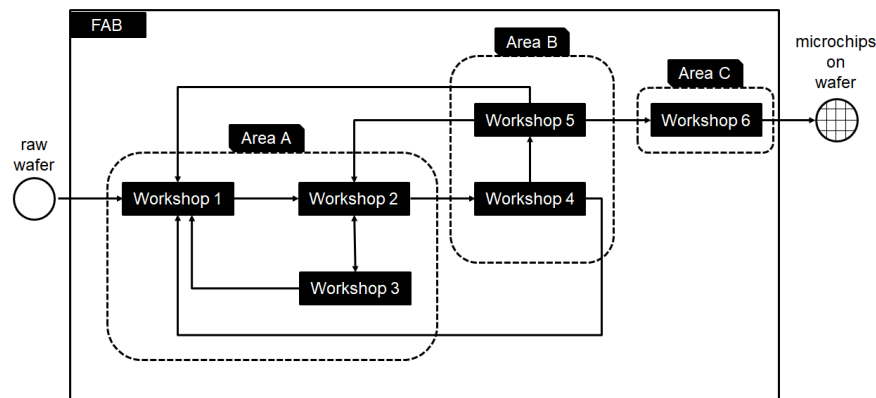 FAB
Area B
microchips
on
wafer
Area C
Workshop 5
Workshop 6
Area A
raw
wafer
Workshop 1
Workshop 2
Workshop 4
Workshop 3